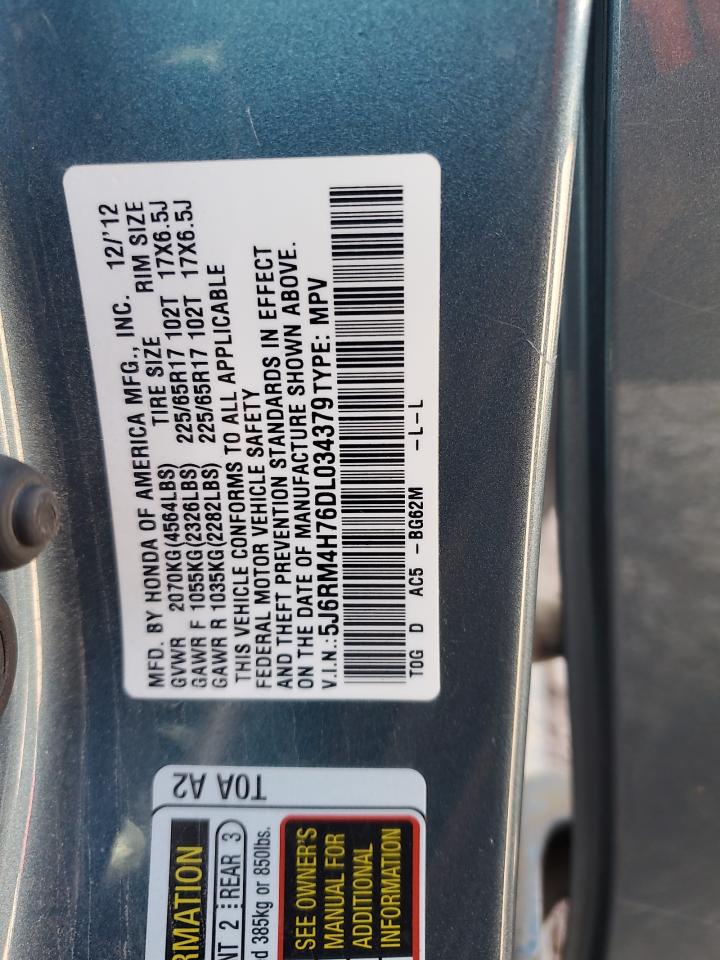 MFD. BY HONDA OF AMERICA MFG., INC. 12/'12
GVWR 2070KG(4564LBS) TIRE SIZE RIM SIZE
GAWR F 1055KG(2326LBS) 225/65R17 102T 17X6.5J
GAWR R 1035KG(2282LBS) 225/65R17 102T 17X6.5J
THIS VEHICLE CONFORMS TO ALL APPLICABLE
FEDERAL MOTOR VEHICLE SAFETY
AND THEFT PREVENTION STANDARDS IN EFFECT
ON THE DATE OF MANUFACTURE SHOWN ABOVE.
V.I.N.:5J6RM4H76DL034379 TYPE: MPV
TOG D AC5 -BG62M -L-L
T0A A2
RMATION
NT 2 REAR 3
d 385kg or 850lbs.
SEE OWNER'S
MANUAL FOR
ADDITIONAL
INFORMATION